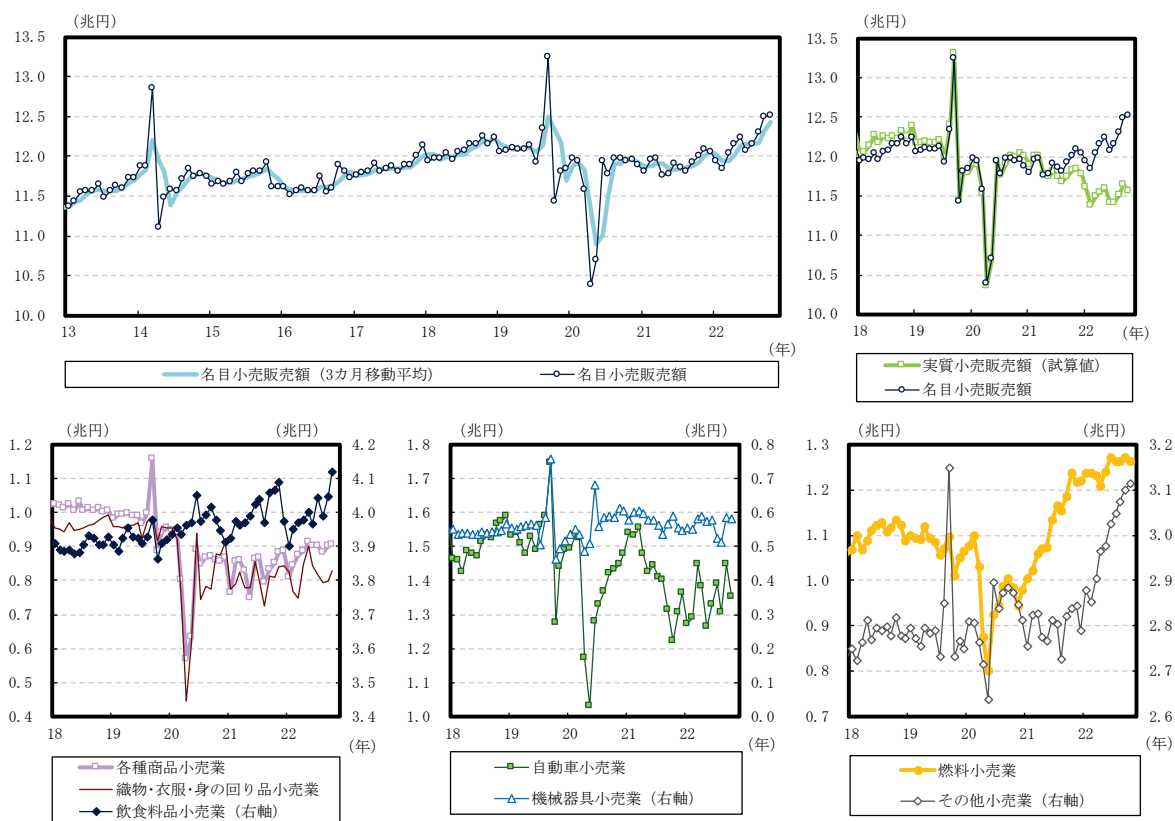 (兆円)
13.5
13.0
12.5
12.0
11.5
11.0
10.5
10.0
13 14 15 16 17 18 19 20 21 22
(年)
名目小売販売額 (3カ月移動平均) 名目小売販売額
(兆円)
13.5
13.0
12.5
12.0
11.5
11.0
10.5
10.0
18 19 20 21 22
(年)
実質小売販売額 (試算値)
名目小売販売額
(兆円) (兆円)
1.2 4.2
1.1 4.1
1.0 4.0
0.9 3.9
0.8 3.8
0.7 3.7
0.6 3.6
0.5 3.5
0.4 3.4
18 19 20 21 22
(年)
各種商品小売業
織物・衣服・身の回り品小売業
飲食料品小売業 (右軸)
(兆円) (兆円)
1.8 0.8
1.7 0.7
1.6 0.6
1.5 0.5
1.4 0.4
1.3 0.3
1.2 0.2
1.1 0.1
1.0 0.0
18 19 20 21 22
(年)
自動車小売業
機械器具小売業 (右軸)
(兆円) (兆円)
1.3 3.2
1.2 3.1
1.1 3.0
1.0 2.9
0.9 2.8
0.8 2.7
0.7 2.6
18 19 20 21 22
(年)
燃料小売業
その他小売業 (右軸)